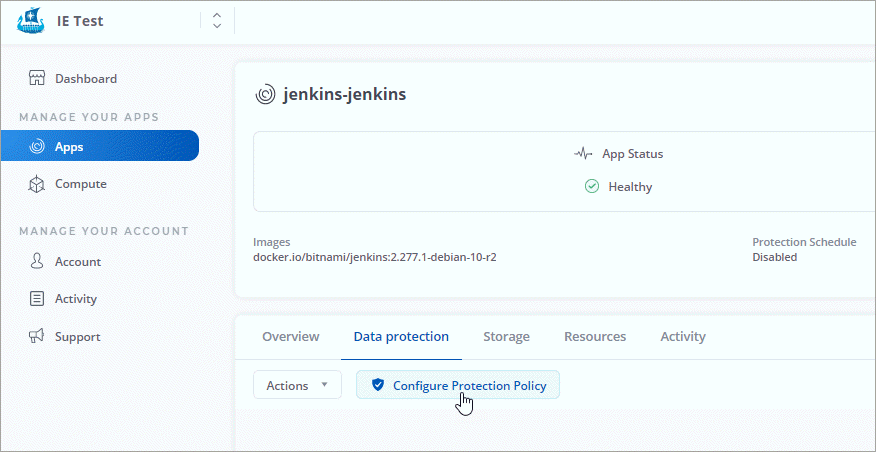 IE Test
Dashboard
MANAGE YOUR APPS
Apps
Compute
MANAGE YOUR ACCOUNT
Account
Activity
Support
jenkins-jenkins
App Status
Healthy
Images
docker.io/bitnami/jenkins:2.277.1-debian-10-r2
Protection Schedule
Disabled
Overview Data protection Storage Resources Activity
Actions Configure Protection Policy